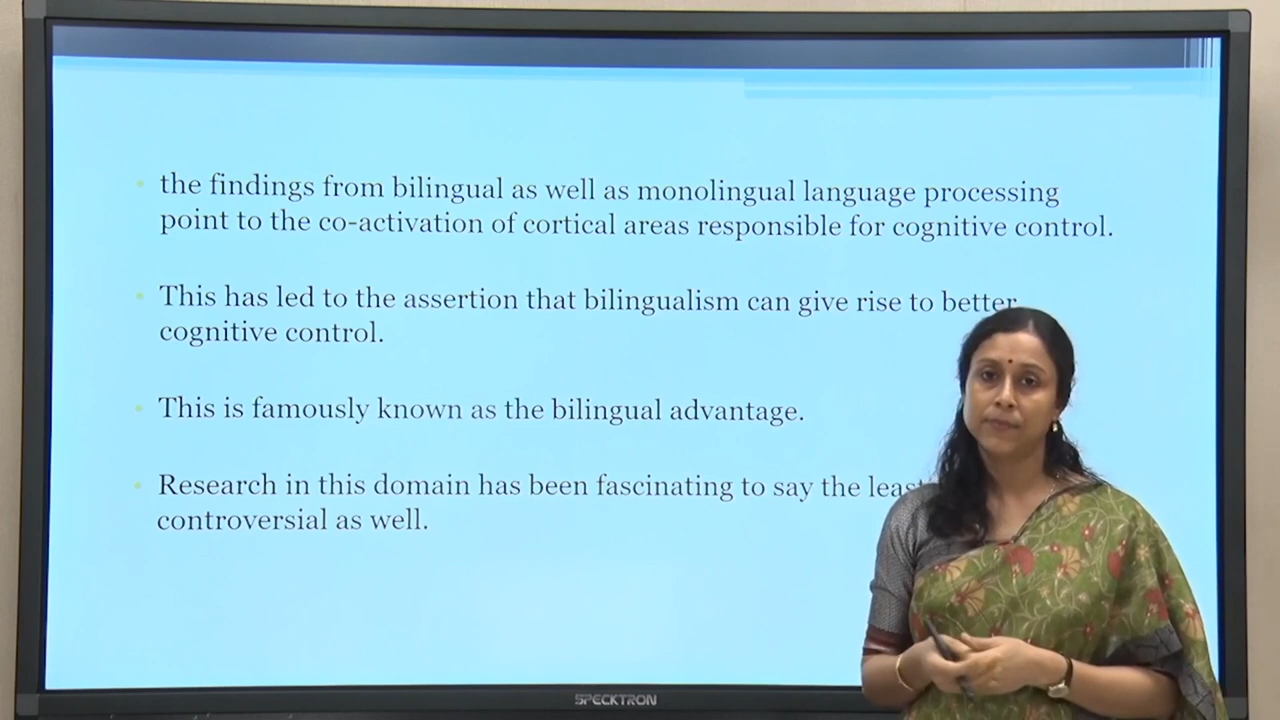 the findings from bilingual as well as monolingual language processing
point to the co-activation of cortical areas responsible for cognitive control.
This has led to the assertion that bilingualism can give rise to better
cognitive control.
This is famously known as the bilingual advantage.
Research in this domain has been fascinating to say the least
controversial as well.
SPECKTRON